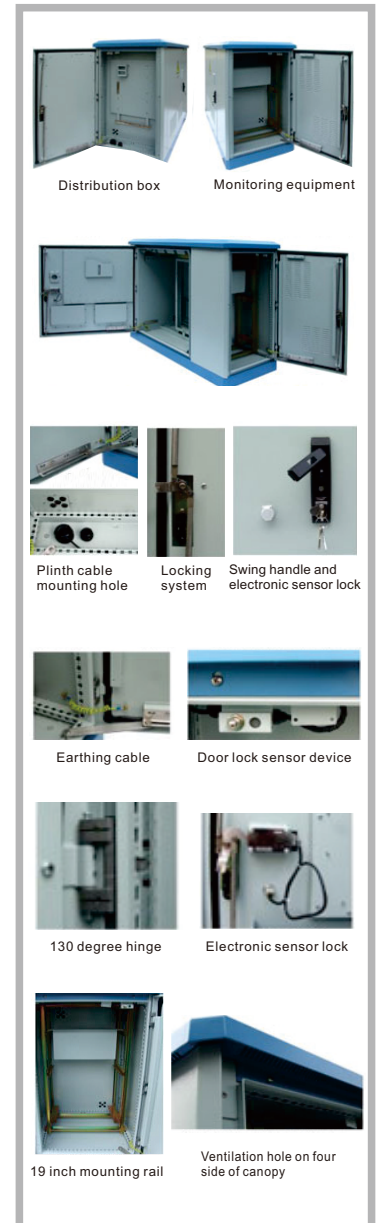 Distribution box
Monitoring equipment
Plinth cable
mounting hole
Locking
system
Swing handle and
electronic sensor lock
Earthing cable
Door lock sensor device
130 degree hinge
Electronic sensor lock
19 inch mounting rail
Ventilation hole on four
side of canopy